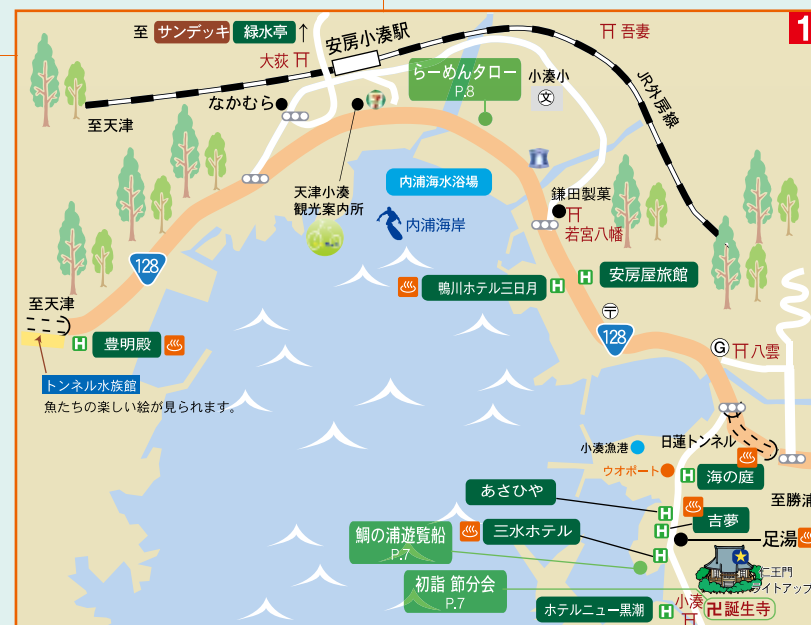 至 サンデッキ 緑水亭 ↑
1
安房小湊駅
吾妻
大荻
らーめんタロー
P.8
小湊小
文
JR外房線
なかむら
7
至天津
内浦海水浴場
天津小湊
観光案内所
鎌田製菓
若宮八幡
内浦海岸
128
鴨川ホテル三日月
H
H
安房屋旅館
至天津
〒
128
H
豊明殿
G
八雲
トンネル水族館
魚たちの楽しい絵が見られます。
小湊漁港
日蓮トンネル
ウオポート
H
海の庭
あさひや
H
至勝浦
吉夢
H
鯛の浦遊覧船
P.7
三水ホテル
H
足湯
初詣 節分会
P.7
仁王門
ライトアップ
ホテルニュー黒潮
H
小湊
卍誕生寺